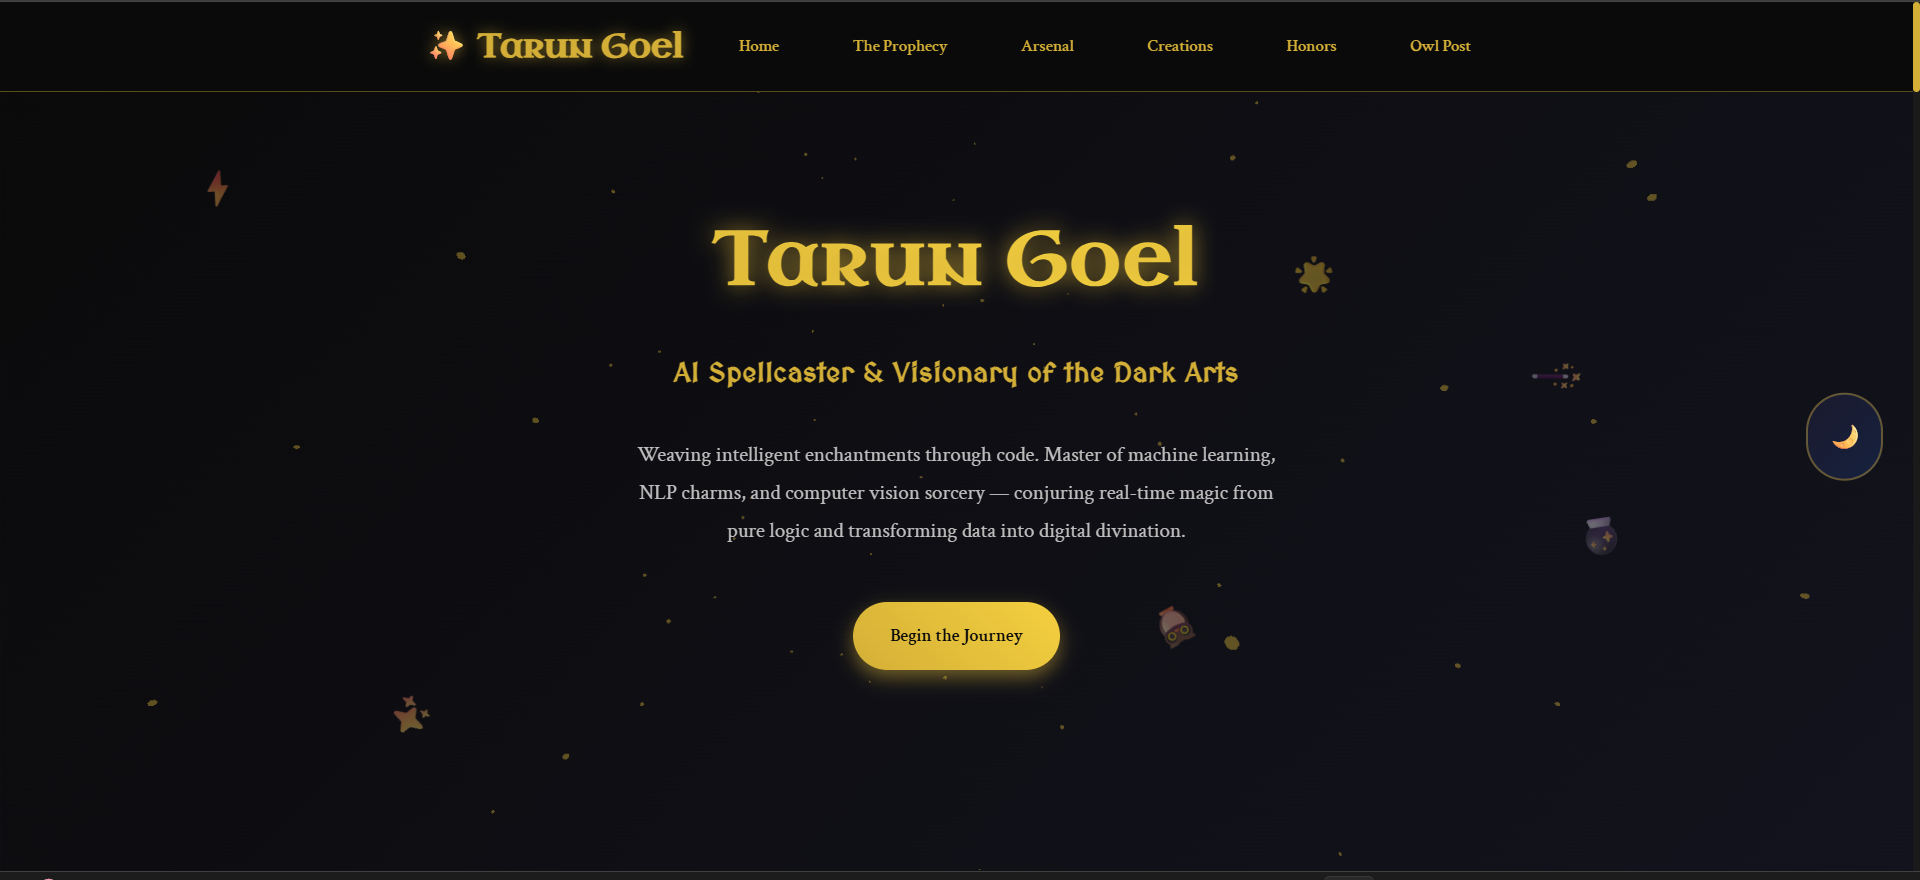 Tarun Goel
Home
The Prophecy
Arsenal
Creations
Honors
Owl Post
Tarun Goel
AI Spellcaster & Visionary of the Dark Arts
Weaving intelligent enchantments through code. Master of machine learning,
NLP charms, and computer vision sorcery — conjuring real-time magic from
pure logic and transforming data into digital divination.
Begin the Journey